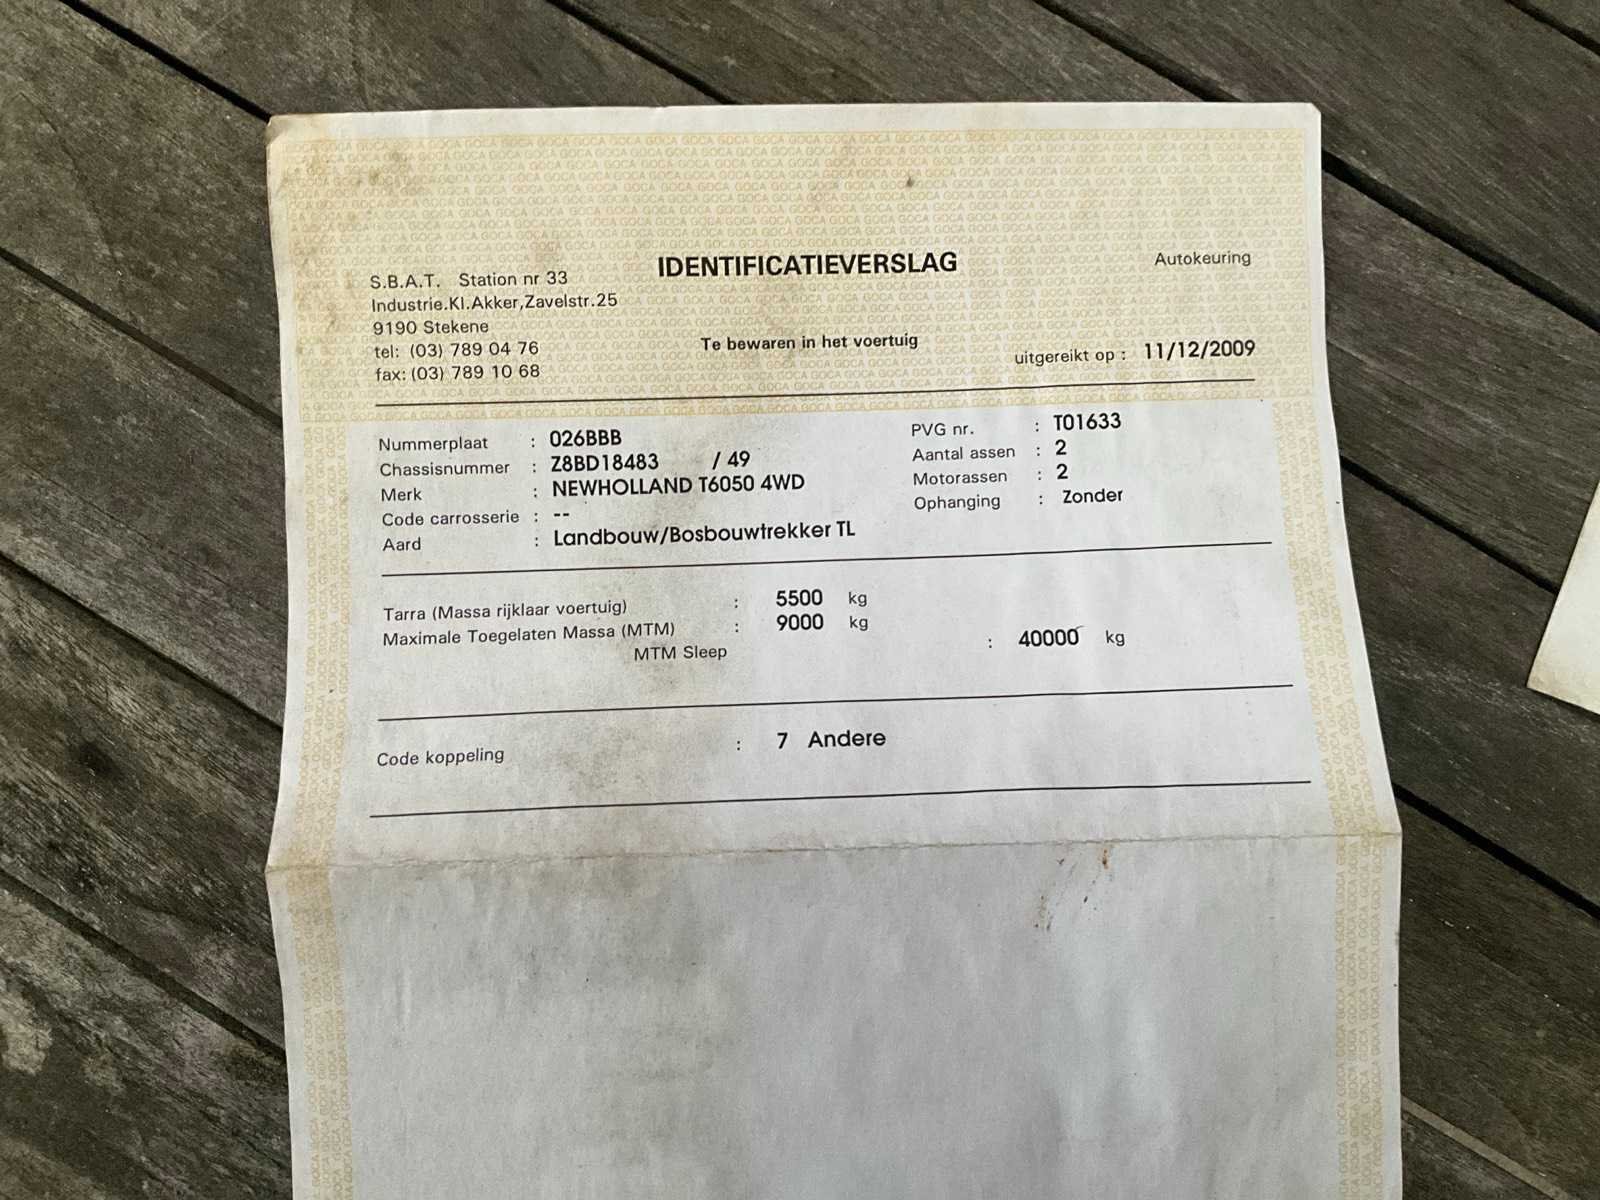 IDENTIFICATIEVERSLAG
Autokeuring
S.B.A.T. Station nr 33
Industrie.Kl.Akker,Zavelstr.25
9190 Stekene
tel: (03) 789 04 76
fax: (03) 789 10 68
Te bewaren in het voertuig
uitgereikt op : 11/12/2009
Nummerplaat : 026BBB
Chassisnummer : Z8BD18483 / 49
Merk : NEWHOLLAND T6050 4WD
Code carrosserie : --
Aard : Landbouw/Bosbouwtrekker TL
PVG nr. : T01633
Aantal assen : 2
Motorassen : 2
Ophanging : Zonder
Tarra (Massa rijklaar voertuig) : 5500 kg
Maximale Toegelaten Massa (MTM) : 9000 kg
MTM Sleep : 40000 kg
Code koppeling : 7 Andere